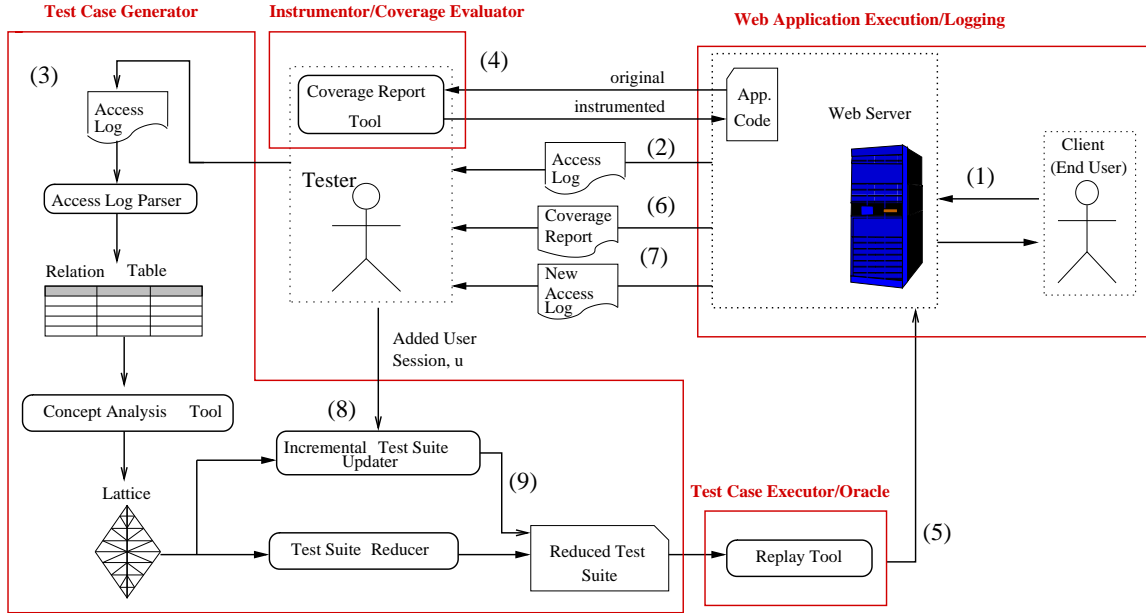 Test Case Generator
Instrumentor/Coverage Evaluator
Web Application Execution/Logging
(3)
Access
Log
Access Log Parser
Relation Table
Concept Analysis Tool
Lattice
Coverage Report
Tool
Tester
(4)
original
instrumented
App.
Code
Web Server
Client
(End User)
(1)
(2)
Access
Log
(6)
Coverage
Report
(7)
New
Access
Log
Added User
Session, u
(8)
Incremental Test Suite
Updater
(9)
Test Suite Reducer
Reduced Test
Suite
Test Case Executor/Oracle
Replay Tool
(5)